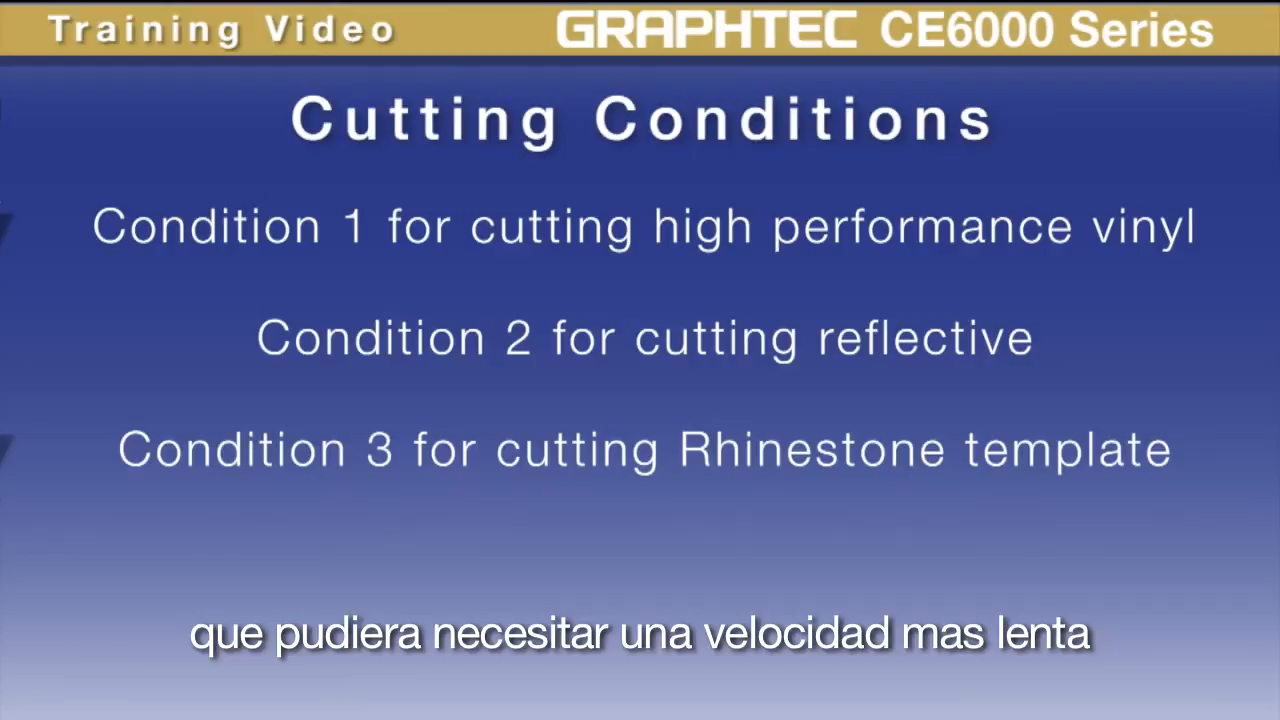 Training Video
GRAPHTEC CE6000 Series
Cutting Conditions
Condition 1 for cutting high performance vinyl
Condition 2 for cutting reflective
Condition 3 for cutting Rhinestone template
que pudiera necesitar una velocidad mas lenta